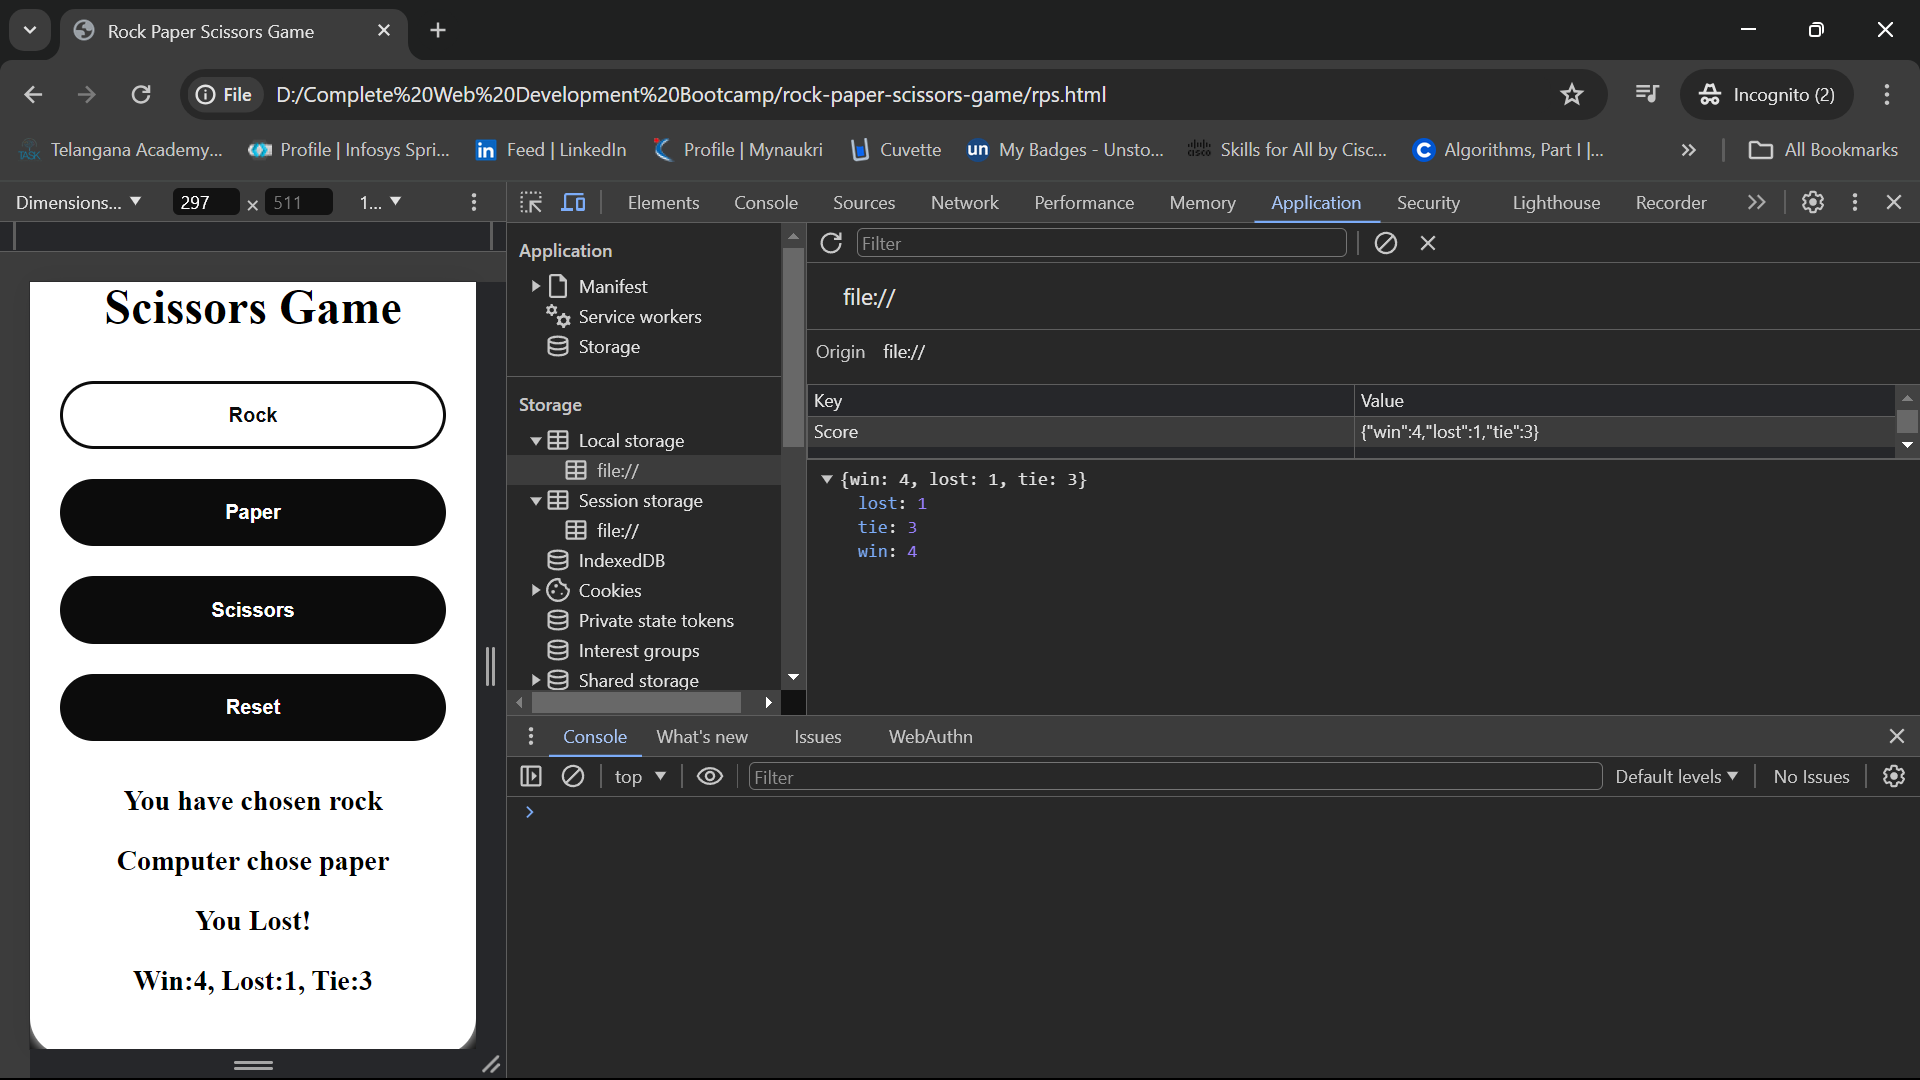 Rock Paper Scissors Game
File D:/Complete%20Web%20Development%20Bootcamp/rock-paper-scissors-game/rps.html Incognito (2)
Telangana Academy... Profile | Infosys Spri... Feed | LinkedIn Profile | Mynaukri Cuvette un My Badges - Unsto... Skills for All by Cisc... Algorithms, Part I |... All Bookmarks
Dimensions... 297 × 511 1...
Elements Console Sources Network Performance Memory Application Security Lighthouse Recorder
Scissors Game
Rock
Paper
Scissors
Reset
You have chosen rock
Computer chose paper
You Lost!
Win:4, Lost:1, Tie:3
Application
Manifest
Service workers
Storage
Storage
Local storage
file://
Session storage
file://
IndexedDB
Cookies
Private state tokens
Interest groups
Shared storage
Filter
file://
Origin file://
Key Value
Score {"win":4,"lost":1,"tie":3}
{win: 4, lost: 1, tie: 3}
lost: 1
tie: 3
win: 4
Console What's new Issues WebAuthn
top Filter Default levels No Issues